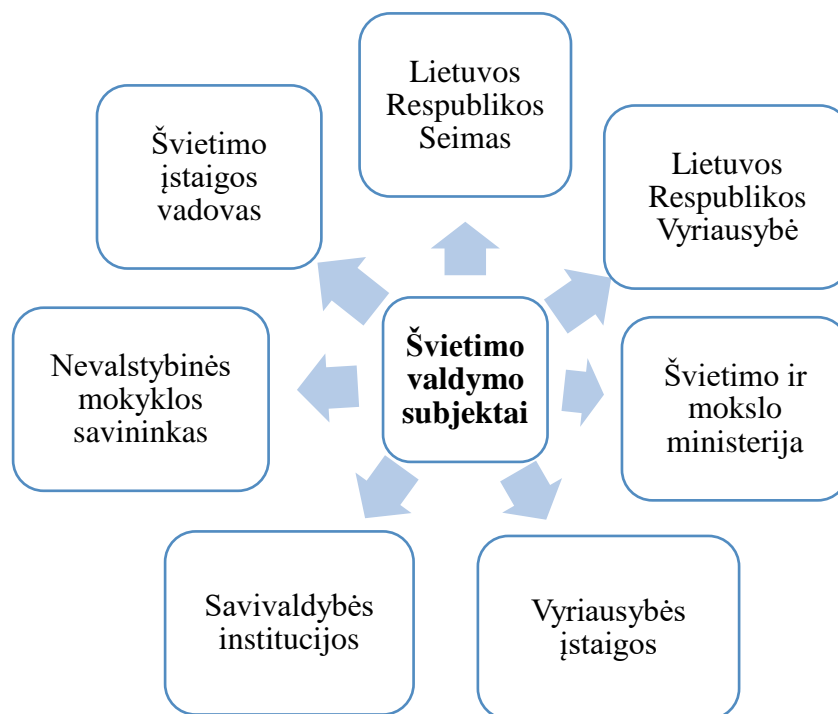 Lietuvos
Respublikos
Seimas
Švietimo
įstaigos
vadovas
Lietuvos
Respublikos
Vyriausybė
Švietimo
valdymo
subjektai
Nevalstybinės
mokyklos
savininkas
Švietimo ir
mokslo
ministerija
Savivaldybės
institucijos
Vyriausybės
įstaigos